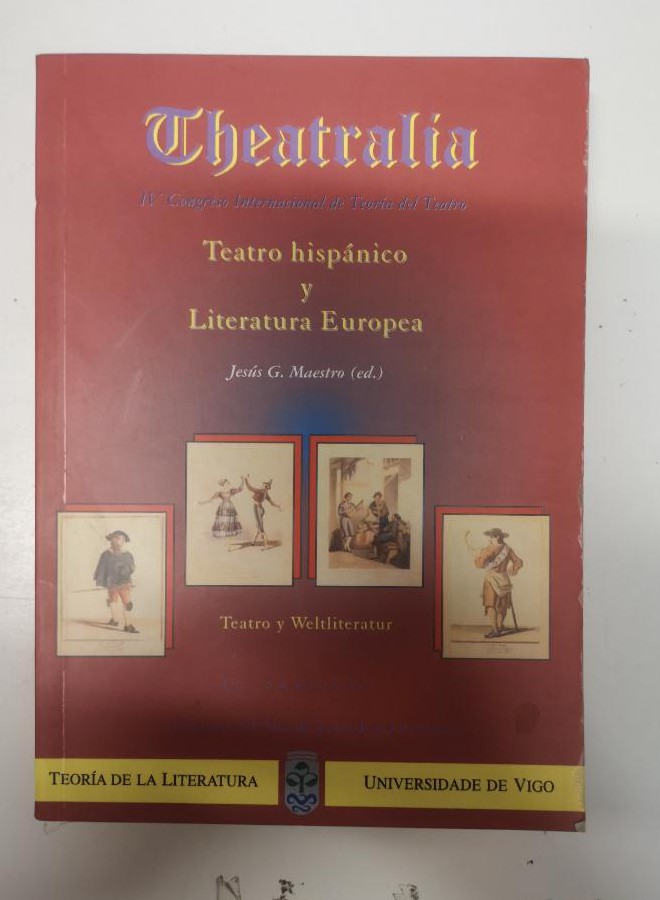 Theatralia
IV Congreso Internacional de Teoría del Teatro
Teatro hispánico
y
Literatura Europea
Jesús G. Maestro (ed.)
Teatro y Weltliteratur
TEORÍA DE LA LITERATURA
UNIVERSIDADE DE VIGO